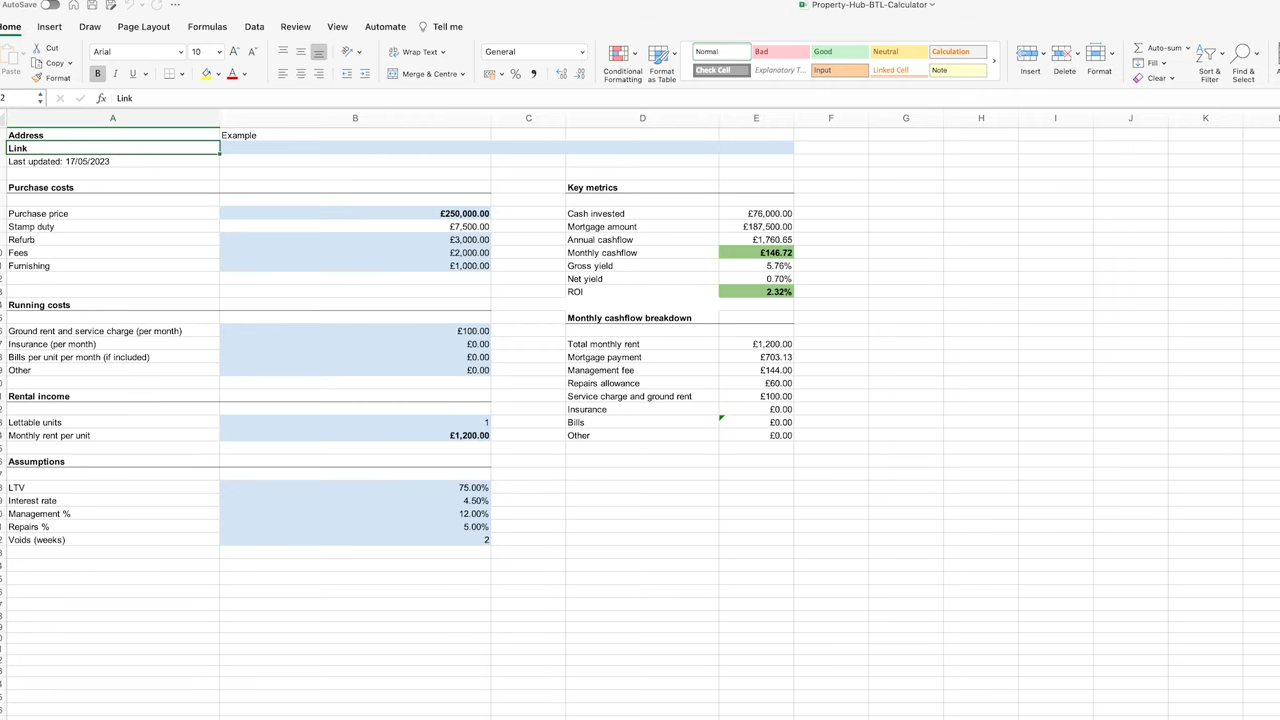 AutoSave
Property-Hub-BTL-Calculator
Home Insert Draw Page Layout Formulas Data Review View Automate Tell me
Paste Cut Copy Format
Arial 10 A A
B I U A
Wrap Text
Merge & Centre
General
%
Conditional Formatting
Format as Table
Normal Bad Good Neutral Calculation
Check Cell Explanatory T... Input Linked Cell Note
Insert Delete Format
Auto-sum
Fill
Clear
Sort & Filter
Find & Select
2 fx Link
A B C D E F G H I J K
Address Example
Link
Last updated: 17/05/2023
Purchase costs Key metrics
Purchase price £250,000.00 Cash invested £76,000.00
Stamp duty £7,500.00 Mortgage amount £187,500.00
Refurb £3,000.00 Annual cashflow £1,760.65
Fees £2,000.00 Monthly cashflow £146.72
Furnishing £1,000.00 Gross yield 5.76%
Net yield 0.70%
ROI 2.32%
Running costs
Monthly cashflow breakdown
Ground rent and service charge (per month) £100.00
Insurance (per month) £0.00 Total monthly rent £1,200.00
Bills per unit per month (if included) £0.00 Mortgage payment £703.13
Other £0.00 Management fee £144.00
Repairs allowance £60.00
Rental income Service charge and ground rent £100.00
Insurance £0.00
Lettable units 1 Bills £0.00
Monthly rent per unit £1,200.00 Other £0.00
Assumptions
LTV 75.00%
Interest rate 4.50%
Management % 12.00%
Repairs % 5.00%
Voids (weeks) 2